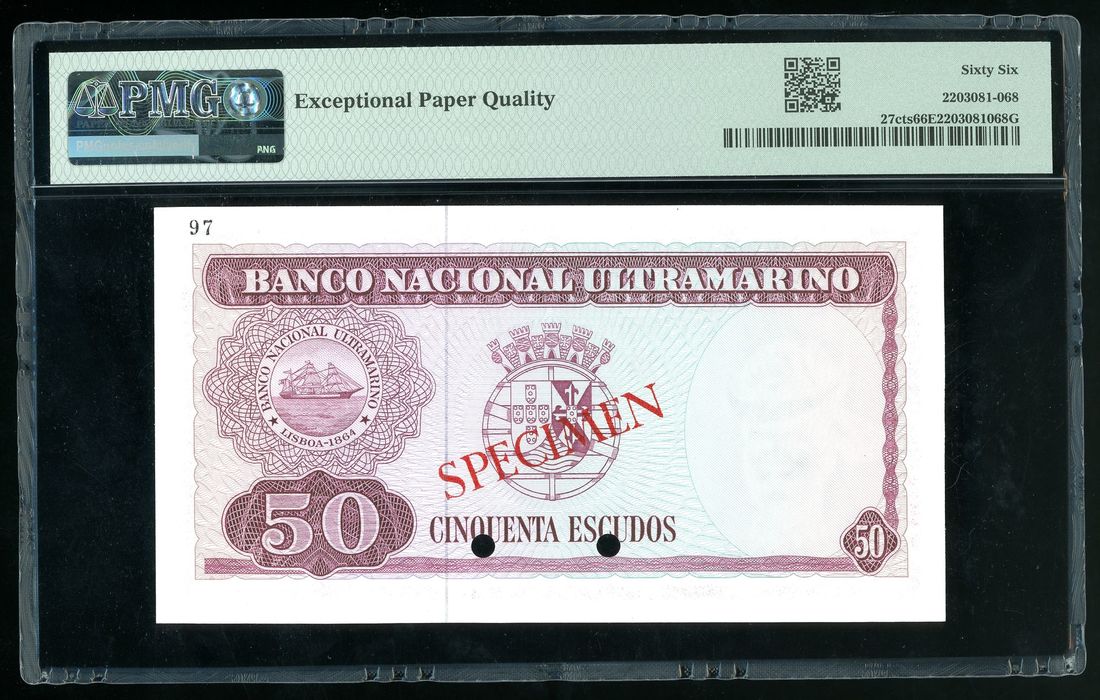 PMG
Exceptional Paper Quality
Sixty Six
2203081-068
27cts66E2203081068G
PMG
97
BANCO NACIONAL ULTRAMARINO
BANCO NACIONAL ULTRAMARINO
LISBOA-1864
SPECIMEN
50
CINQUENTA ESCUDOS
50